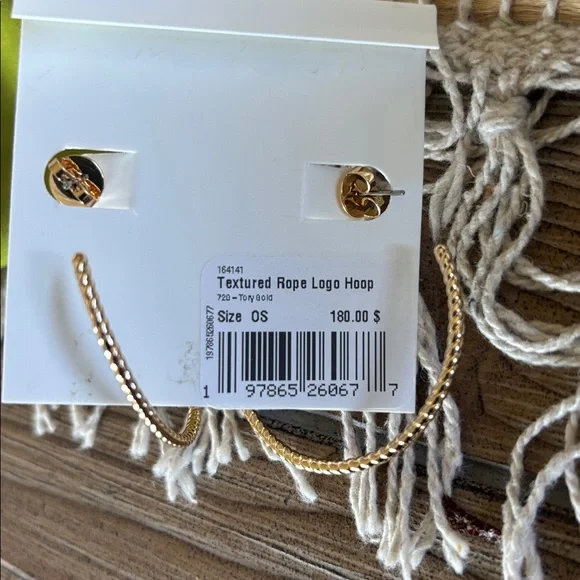 164141
Textured Rope Logo Hoop
720 – Tory Gold
Size OS 180.00 $
197865260677
1 97865 26067 7